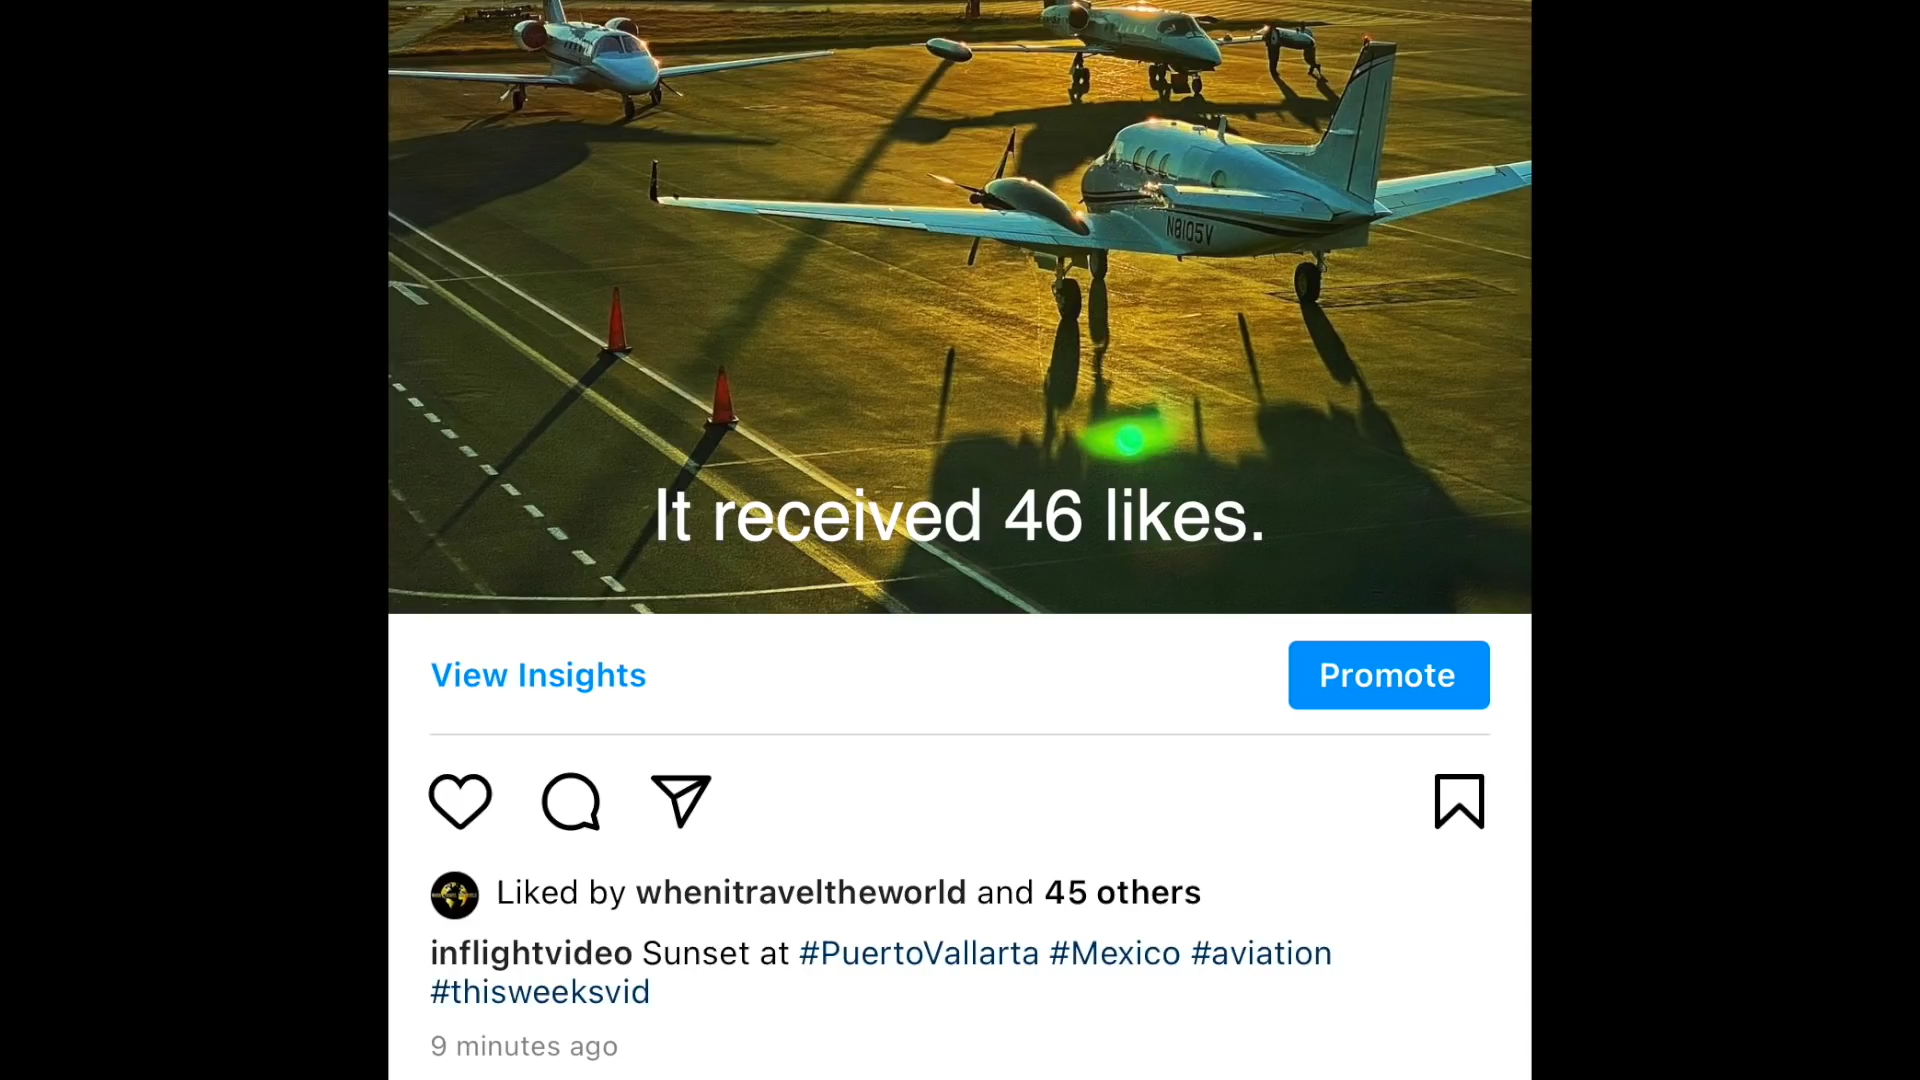 N8105V
It received 46 likes.
View Insights
Promote
Liked by whenitraveltheworld and 45 others
inflightvideo Sunset at #PuertoVallarta #Mexico #aviation
#thisweeksvid
9 minutes ago